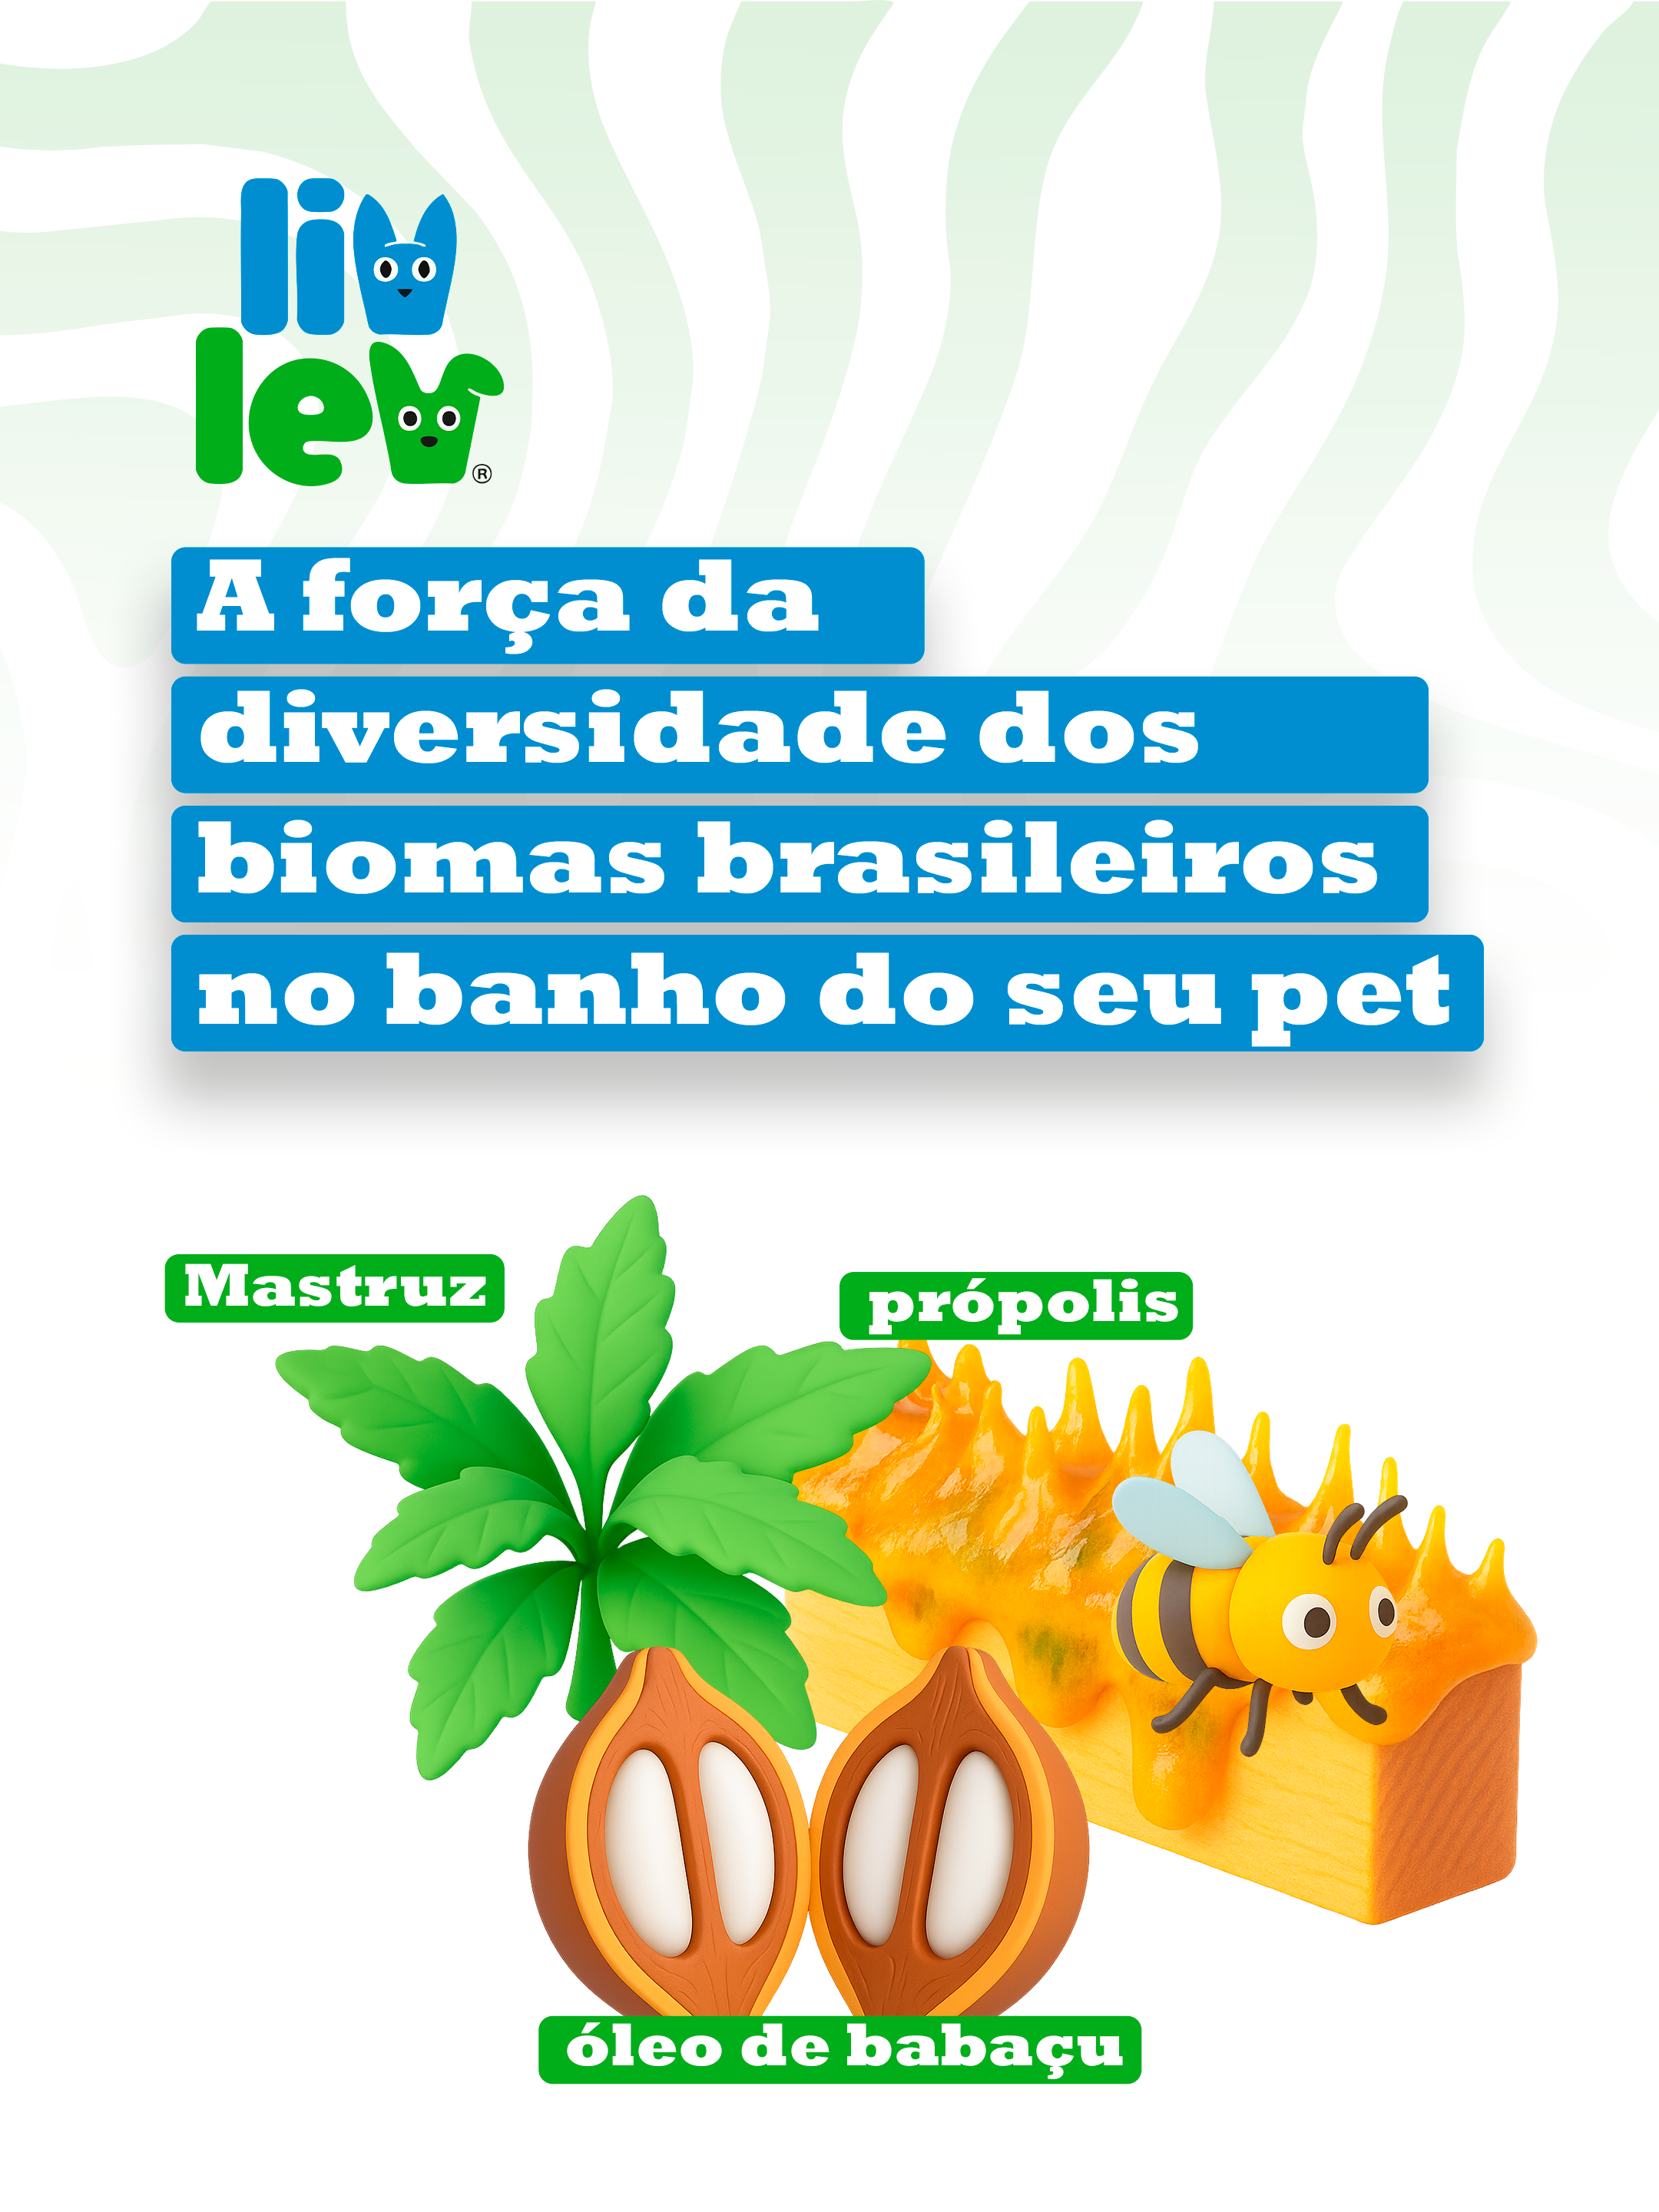 liv
lev®
A força da
diversidade dos
biomas brasileiros
no banho do seu pet
Mastruz
própolis
óleo de babaçu